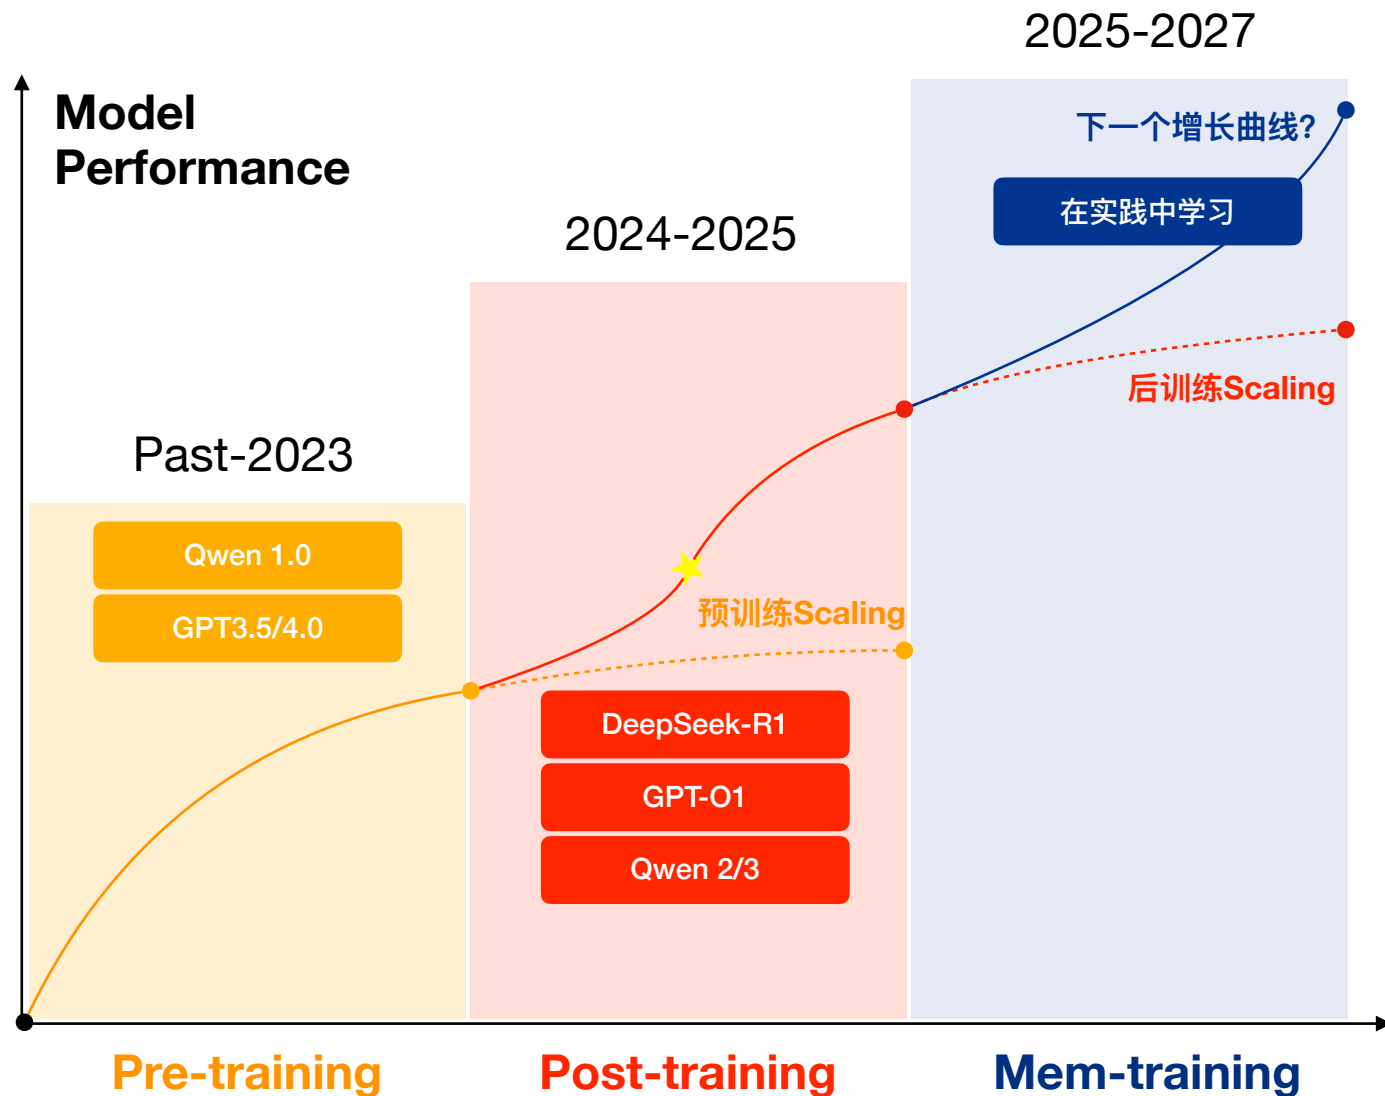 2025-2027
Model
Performance
下一个增长曲线?
在实践中学习
2024-2025
后训练Scaling
Past-2023
Qwen 1.0
GPT3.5/4.0
预训练Scaling
DeepSeek-R1
GPT-O1
Qwen 2/3
Pre-training
Post-training
Mem-training